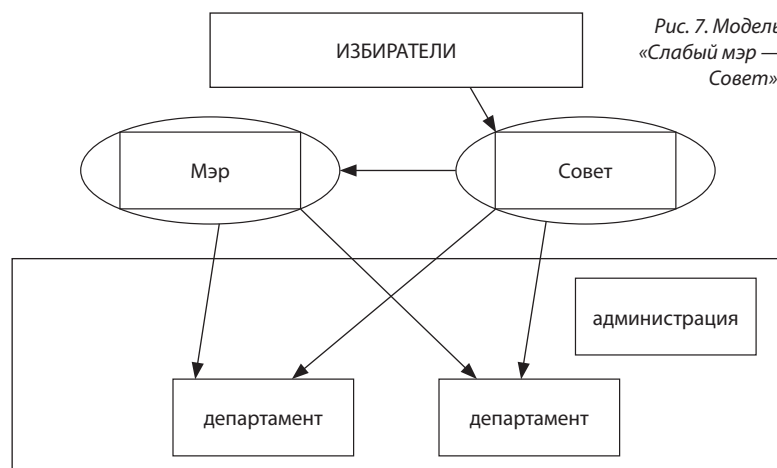 ИЗБИРАТЕЛИ
Рис. 7. Модель
«Слабый мэр —
Совет»
Мэр
Совет
администрация
департамент
департамент